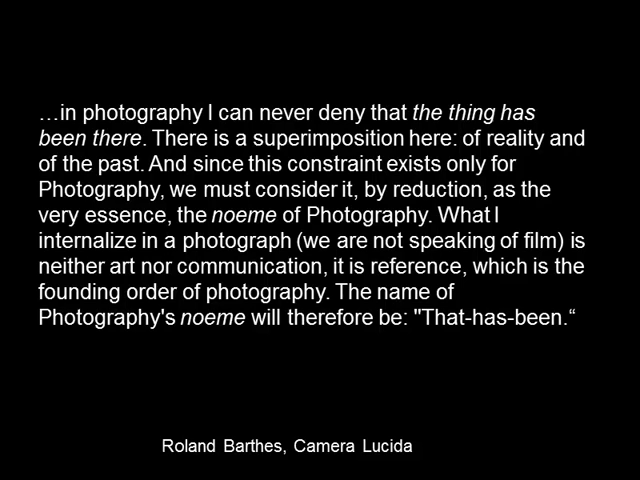 …in photography I can never deny that the thing has
been there. There is a superimposition here: of reality and
of the past. And since this constraint exists only for
Photography, we must consider it, by reduction, as the
very essence, the noeme of Photography. What I
internalize in a photograph (we are not speaking of film) is
neither art nor communication, it is reference, which is the
founding order of photography. The name of
Photography's noeme will therefore be: "That-has-been.“
Roland Barthes, Camera Lucida